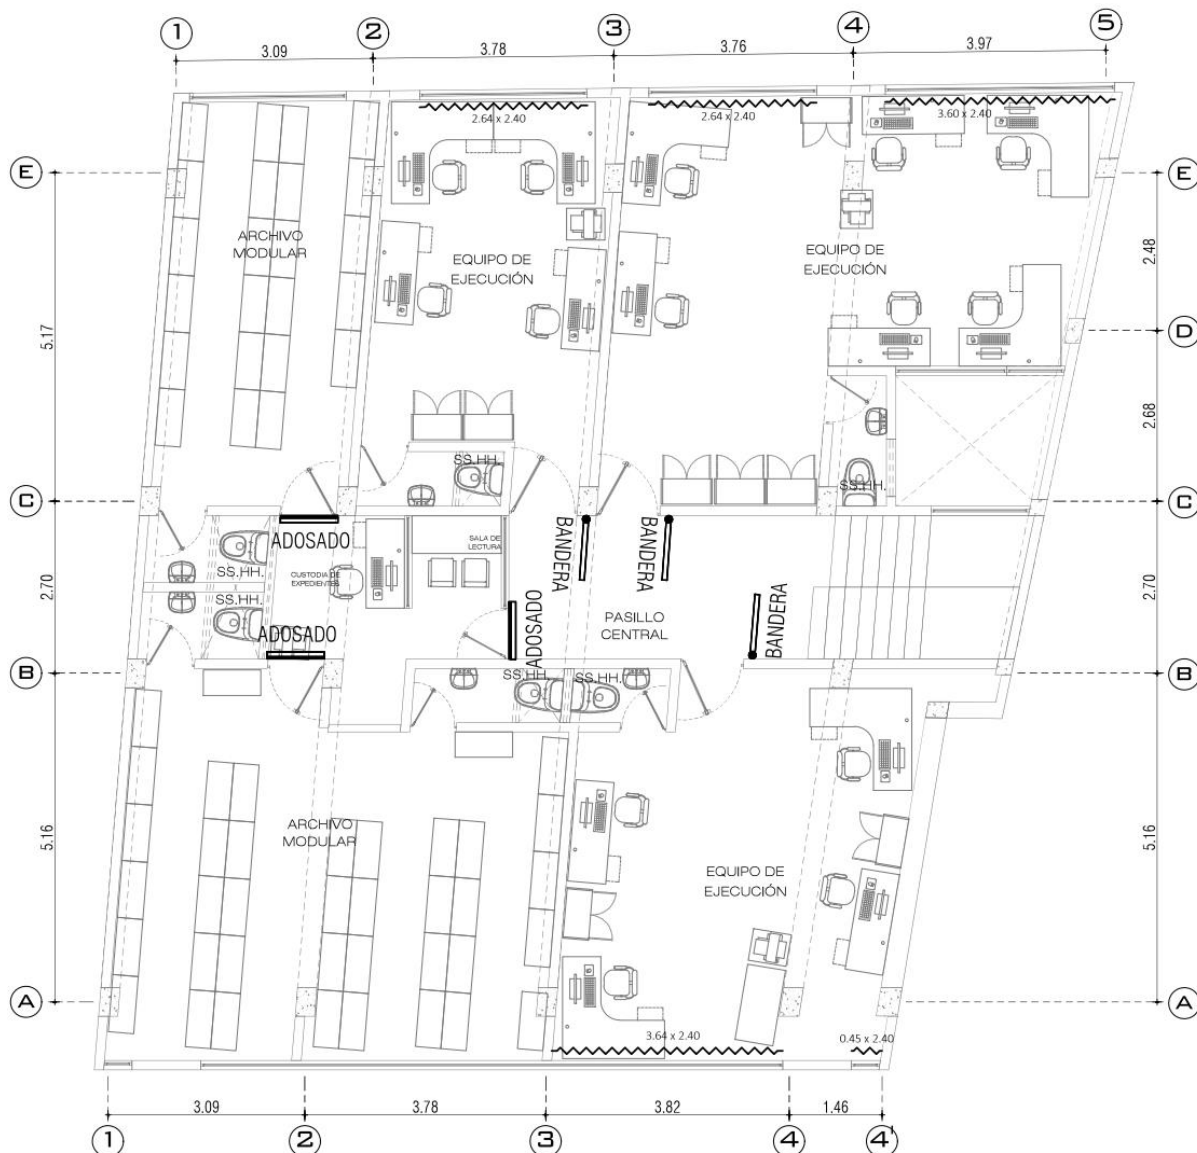 1
2
3
4
5
3.09
3.78
3.76
3.97
2.64 x 2.40
2.64 x 2.40
3.60 x 2.40
E
E
ARCHIVO
MODULAR
EQUIPO DE
EJECUCIÓN
EQUIPO DE
EJECUCIÓN
2.48
5.17
D
2.68
SS.HH.
SS.HH.
C
C
ADOSADO
SALA DE
LECTURA
BANDERA
BANDERA
SS.HH.
CUSTODIA DE
EXPEDIENTES
2.70
2.70
SS.HH.
ADOSADO
ADOSADO
PASILLO
CENTRAL
BANDERA
B
B
SS.HH.
SS.HH.
ARCHIVO
MODULAR
5.16
5.16
EQUIPO DE
EJECUCIÓN
A
A
3.64 x 2.40
0.45 x 2.40
3.09
3.78
3.82
1.46
1
2
3
4
4'